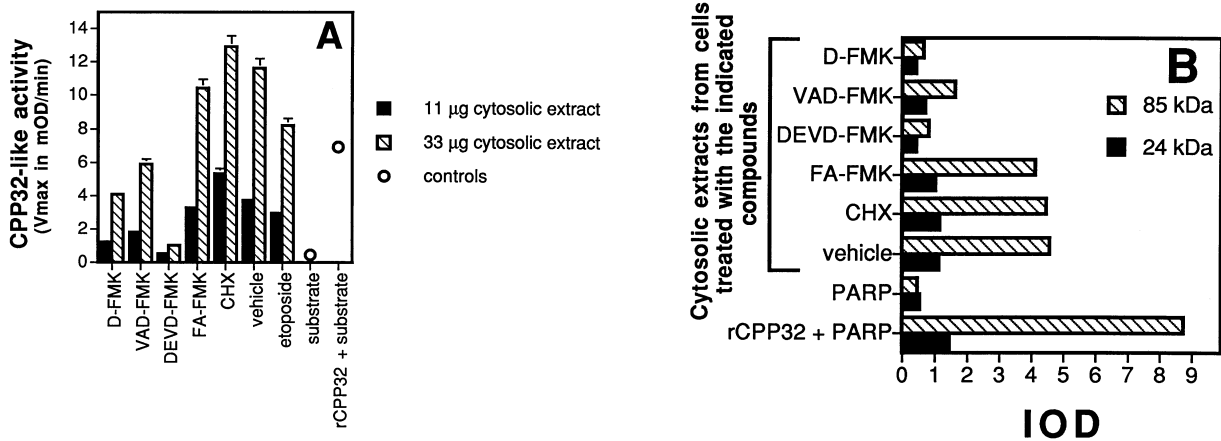 A
CPP32-like activity
(Vmax in mOD/min)
14
12
10
8
6
4
2
0
D-FMK
VAD-FMK
DEVD-FMK
FA-FMK
CHX
vehicle
etoposide
substrate
rCPP32 + substrate
11 µg cytosolic extract
33 µg cytosolic extract
controls
B
Cytosolic extracts from cells
treated with the indicated
compounds
D-FMK
VAD-FMK
DEVD-FMK
FA-FMK
CHX
vehicle
PARP
rCPP32 + PARP
85 kDa
24 kDa
0 1 2 3 4 5 6 7 8 9
IOD